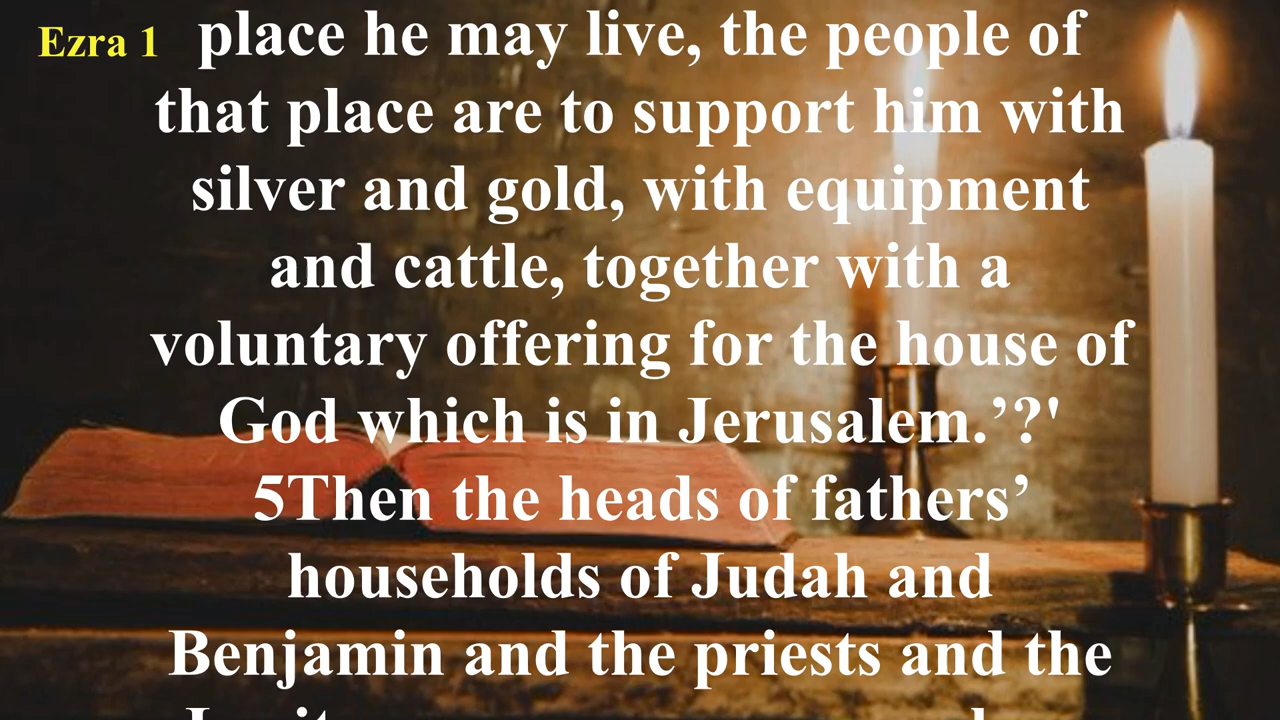 Ezra 1
place he may live, the people of
that place are to support him with
silver and gold, with equipment
and cattle, together with a
voluntary offering for the house of
God which is in Jerusalem.’?'
5Then the heads of fathers’
households of Judah and
Benjamin and the priests and the